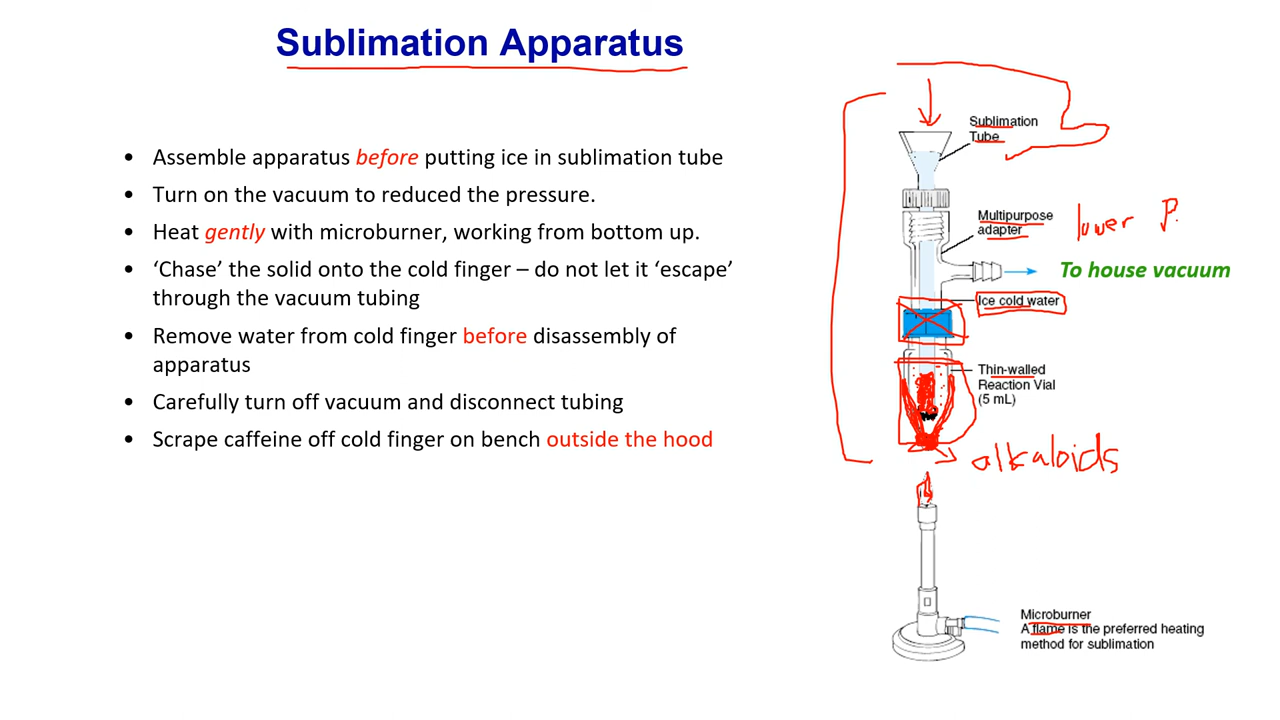 Sublimation Apparatus
• Assemble apparatus before putting ice in sublimation tube
• Turn on the vacuum to reduced the pressure.
• Heat gently with microburner, working from bottom up.
• ‘Chase’ the solid onto the cold finger – do not let it ‘escape’
through the vacuum tubing
• Remove water from cold finger before disassembly of
apparatus
• Carefully turn off vacuum and disconnect tubing
• Scrape caffeine off cold finger on bench outside the hood
Sublimation
Tube
Multipurpose
adapter
lower P.
To house vacuum
Ice cold water
Thin-walled
Reaction Vial
(5 mL)
alkaloids
Microburner
A flame is the preferred heating
method for sublimation